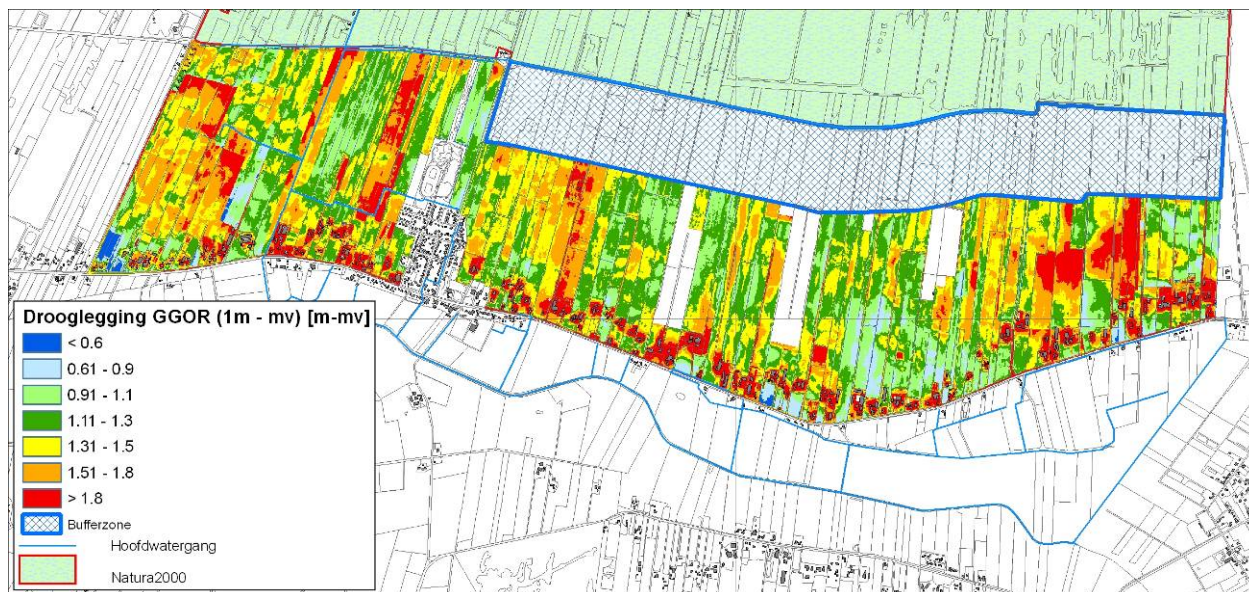 Drooglegging GGOR (1m - mv) [m-mv]
< 0.6
0.61 - 0.9
0.91 - 1.1
1.11 - 1.3
1.31 - 1.5
1.51 - 1.8
> 1.8
Bufferzone
Hoofdwatergang
Natura2000